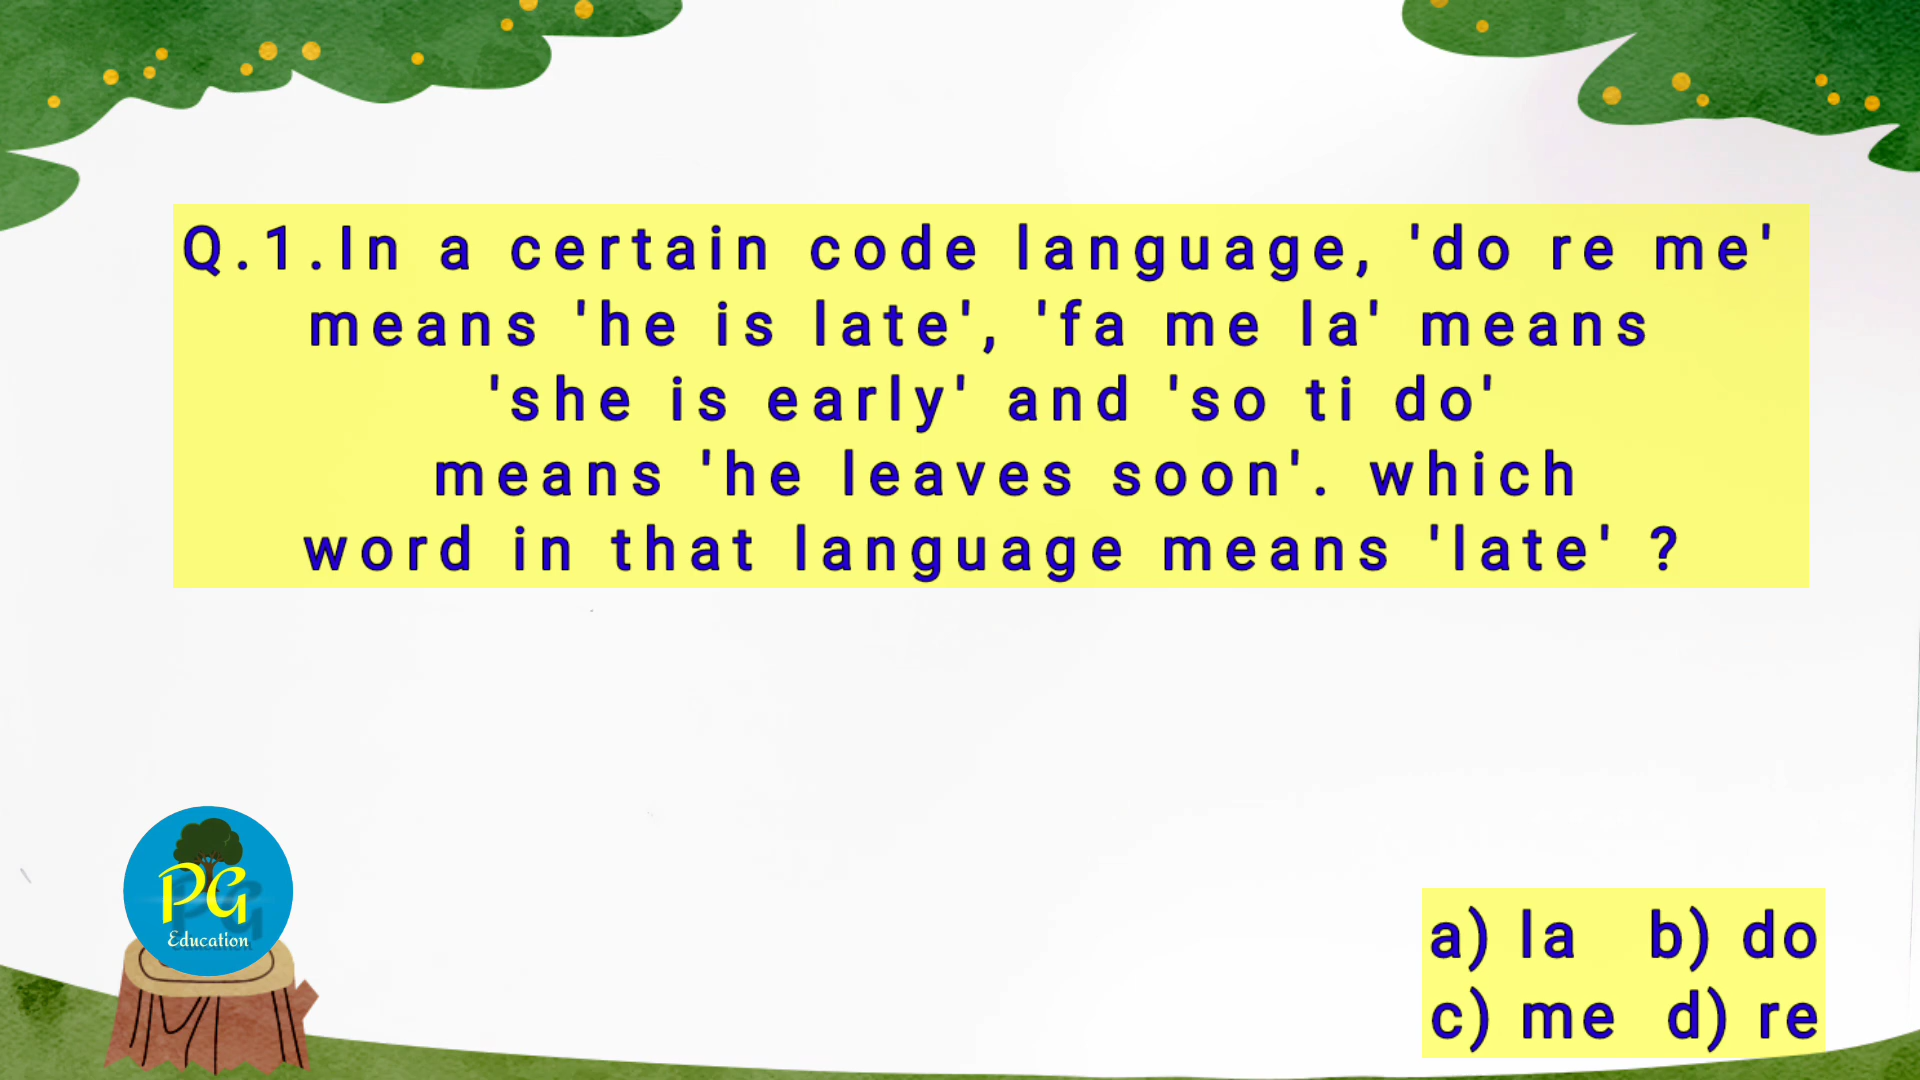 Q.1.In a certain code language, 'do re me'
means 'he is late', 'fa me la' means
'she is early' and 'so ti do'
means 'he leaves soon'. which
word in that language means 'late' ?
PG
Education
a) la b) do
c) me d) re